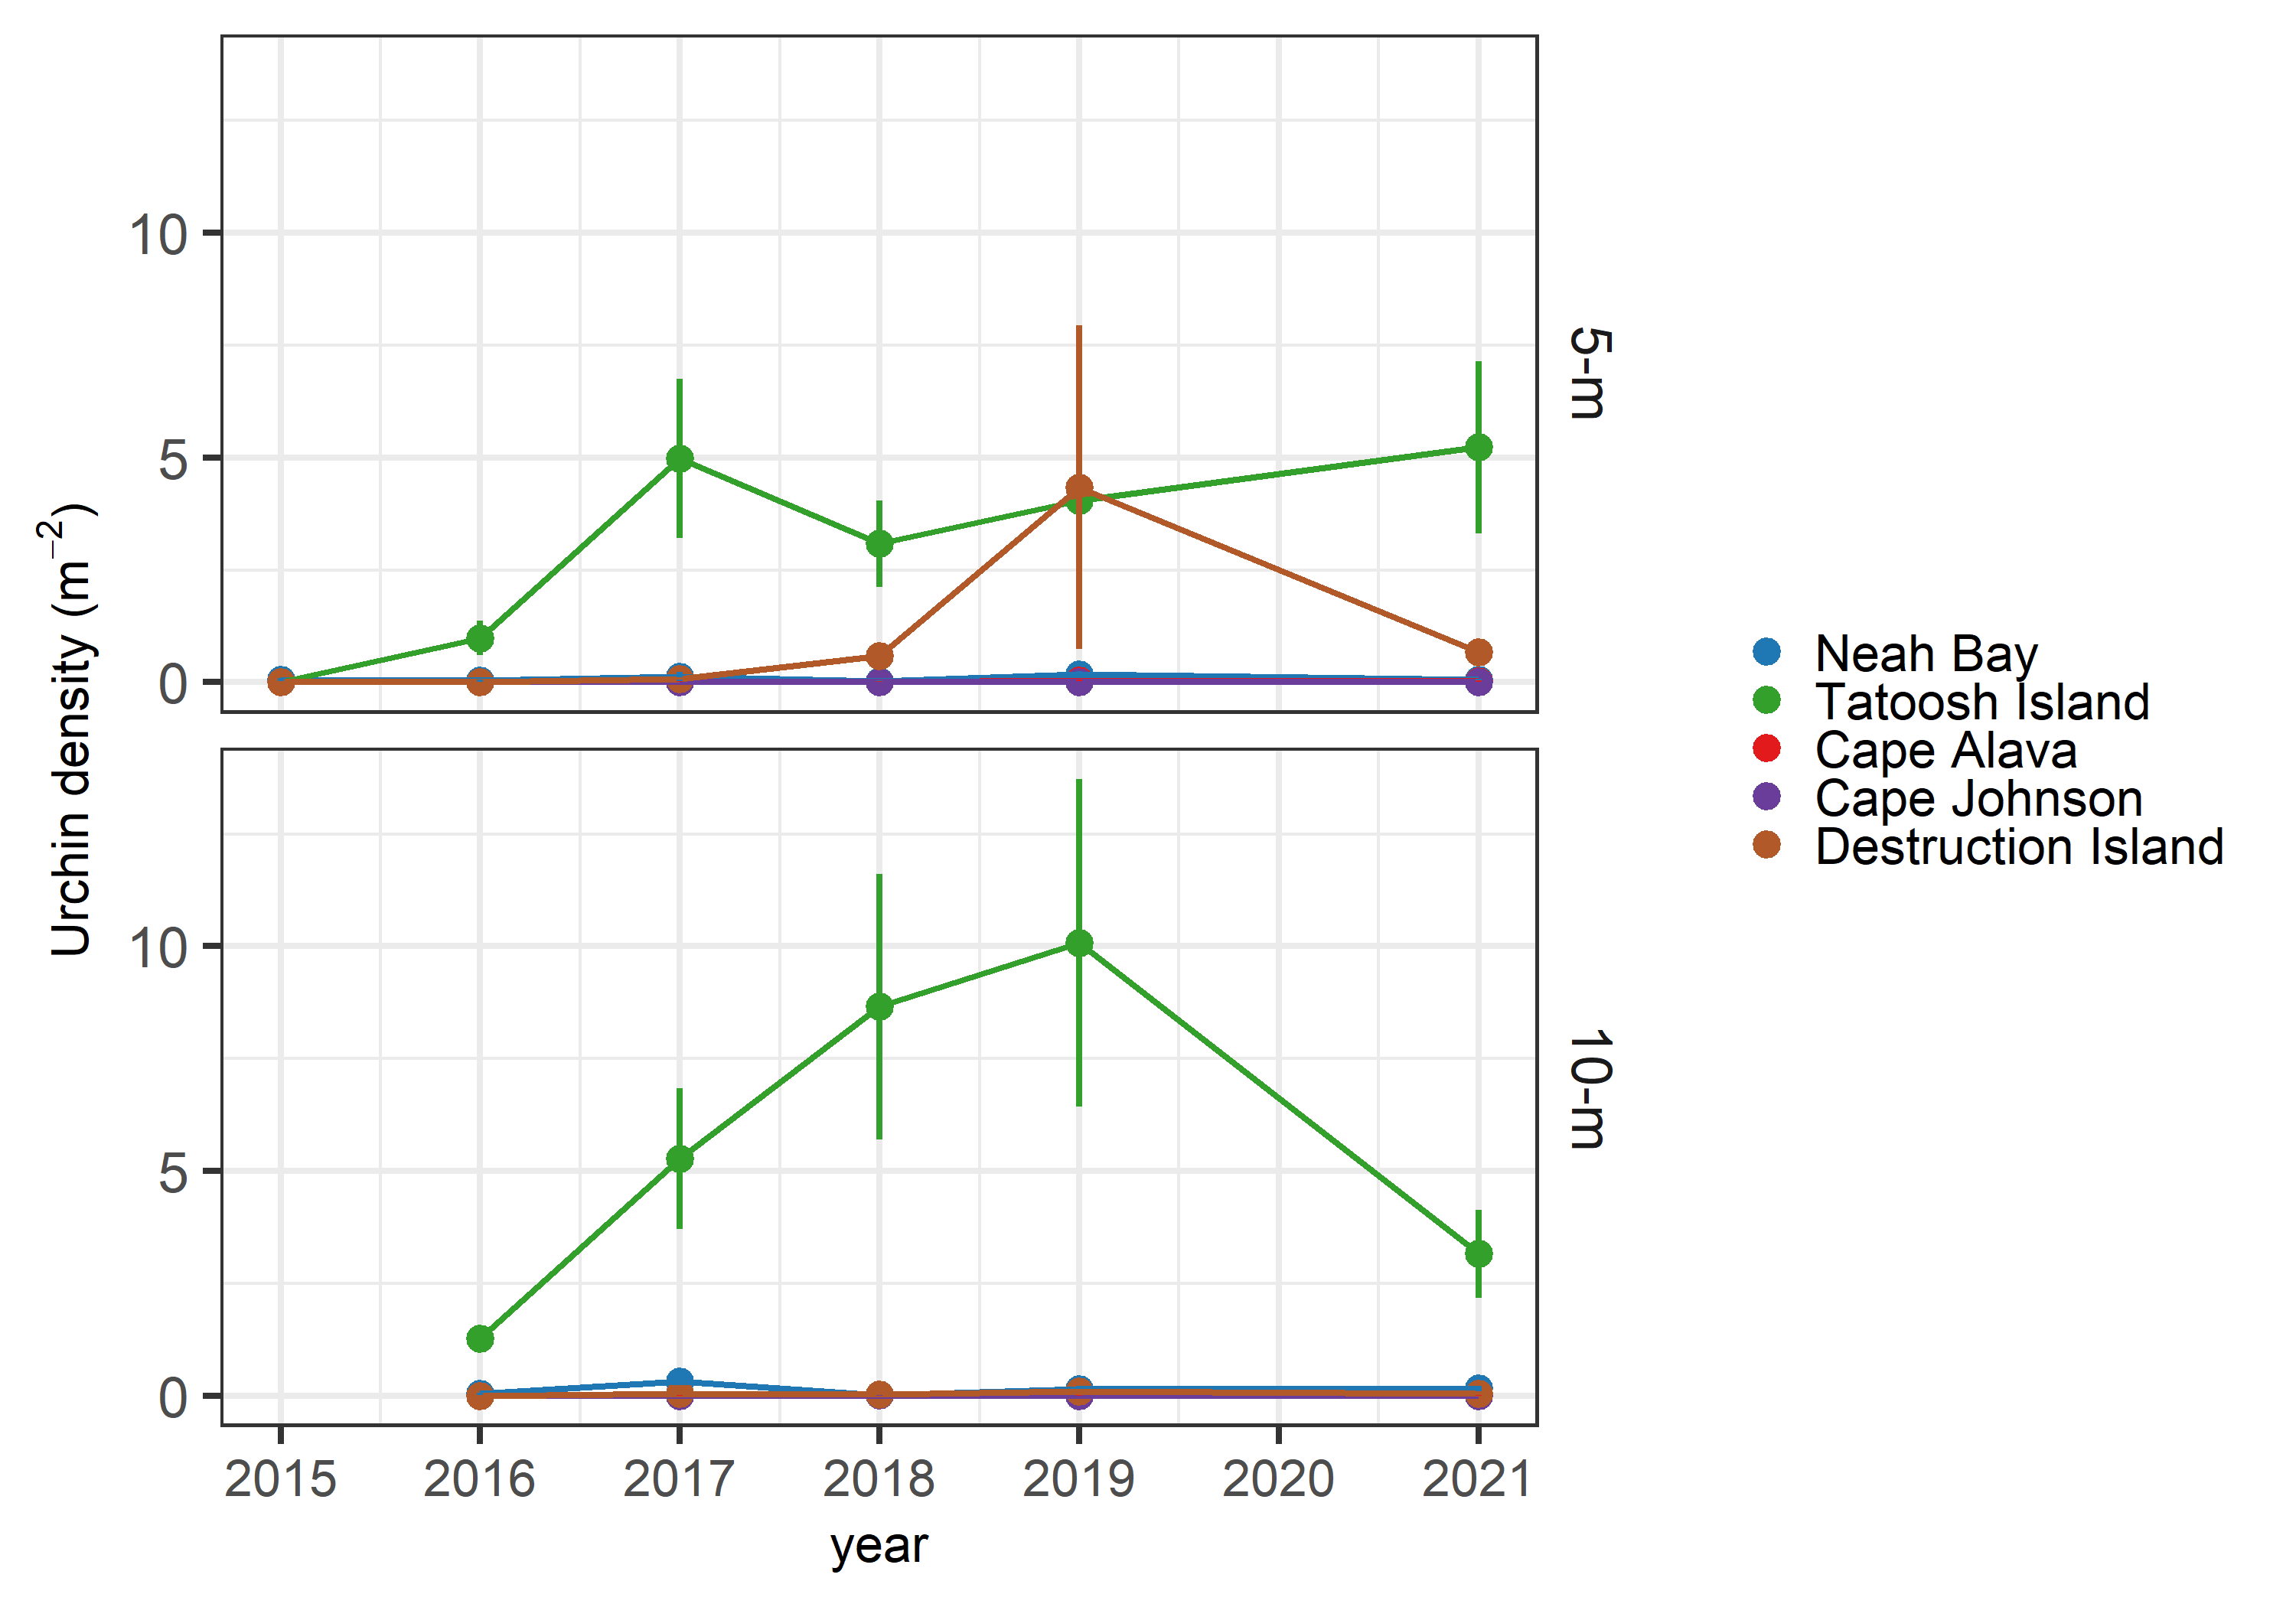 10
5
0
5-m
Urchin density (m⁻²)
10
5
0
10-m
2015 2016 2017 2018 2019 2020 2021
year
Neah Bay
Tatoosh Island
Cape Alava
Cape Johnson
Destruction Island